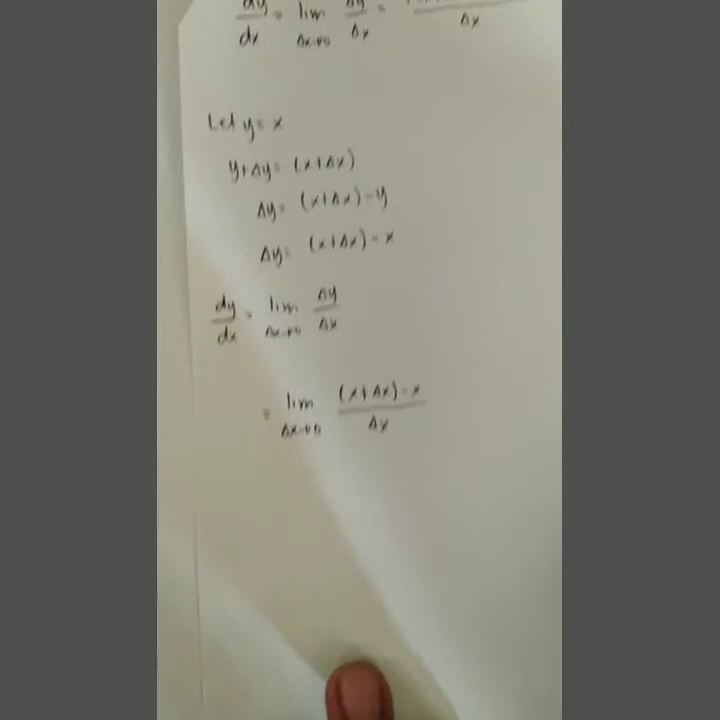 dy/dx = lim Δx→0 Δy/Δx = /Δx
Let y = x
y+Δy = (x+Δx)
Δy = (x+Δx)-y
Δy = (x+Δx)-x
dy/dx = lim Δx→0 Δy/Δx
= lim Δx→0 (x+Δx)-x/Δx